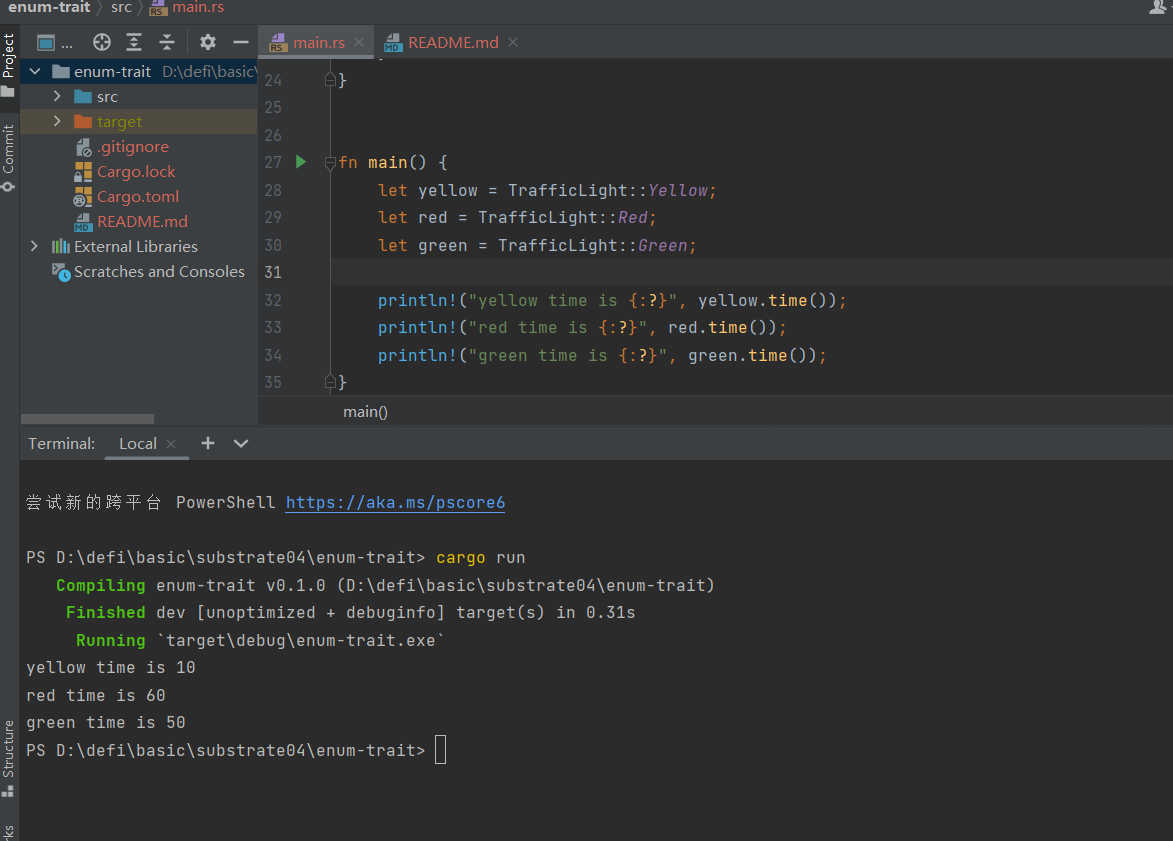 enum-trait src main.rs
Project
...
main.rs README.md
enum-trait D:\defi\basic\
src
target
.gitignore
Cargo.lock
Cargo.toml
README.md
External Libraries
Scratches and Consoles
Commit
24 }
25
26
27 fn main() {
28 let yellow = TrafficLight::Yellow;
29 let red = TrafficLight::Red;
30 let green = TrafficLight::Green;
31
32 println!("yellow time is {:?}", yellow.time());
33 println!("red time is {:?}", red.time());
34 println!("green time is {:?}", green.time());
35 }
main()
Terminal: Local
尝试新的跨平台 PowerShell https://aka.ms/pscore6
PS D:\defi\basic\substrate04\enum-trait> cargo run
Compiling enum-trait v0.1.0 (D:\defi\basic\substrate04\enum-trait)
Finished dev [unoptimized + debuginfo] target(s) in 0.31s
Running `target\debug\enum-trait.exe`
yellow time is 10
red time is 60
green time is 50
PS D:\defi\basic\substrate04\enum-trait>
Structure